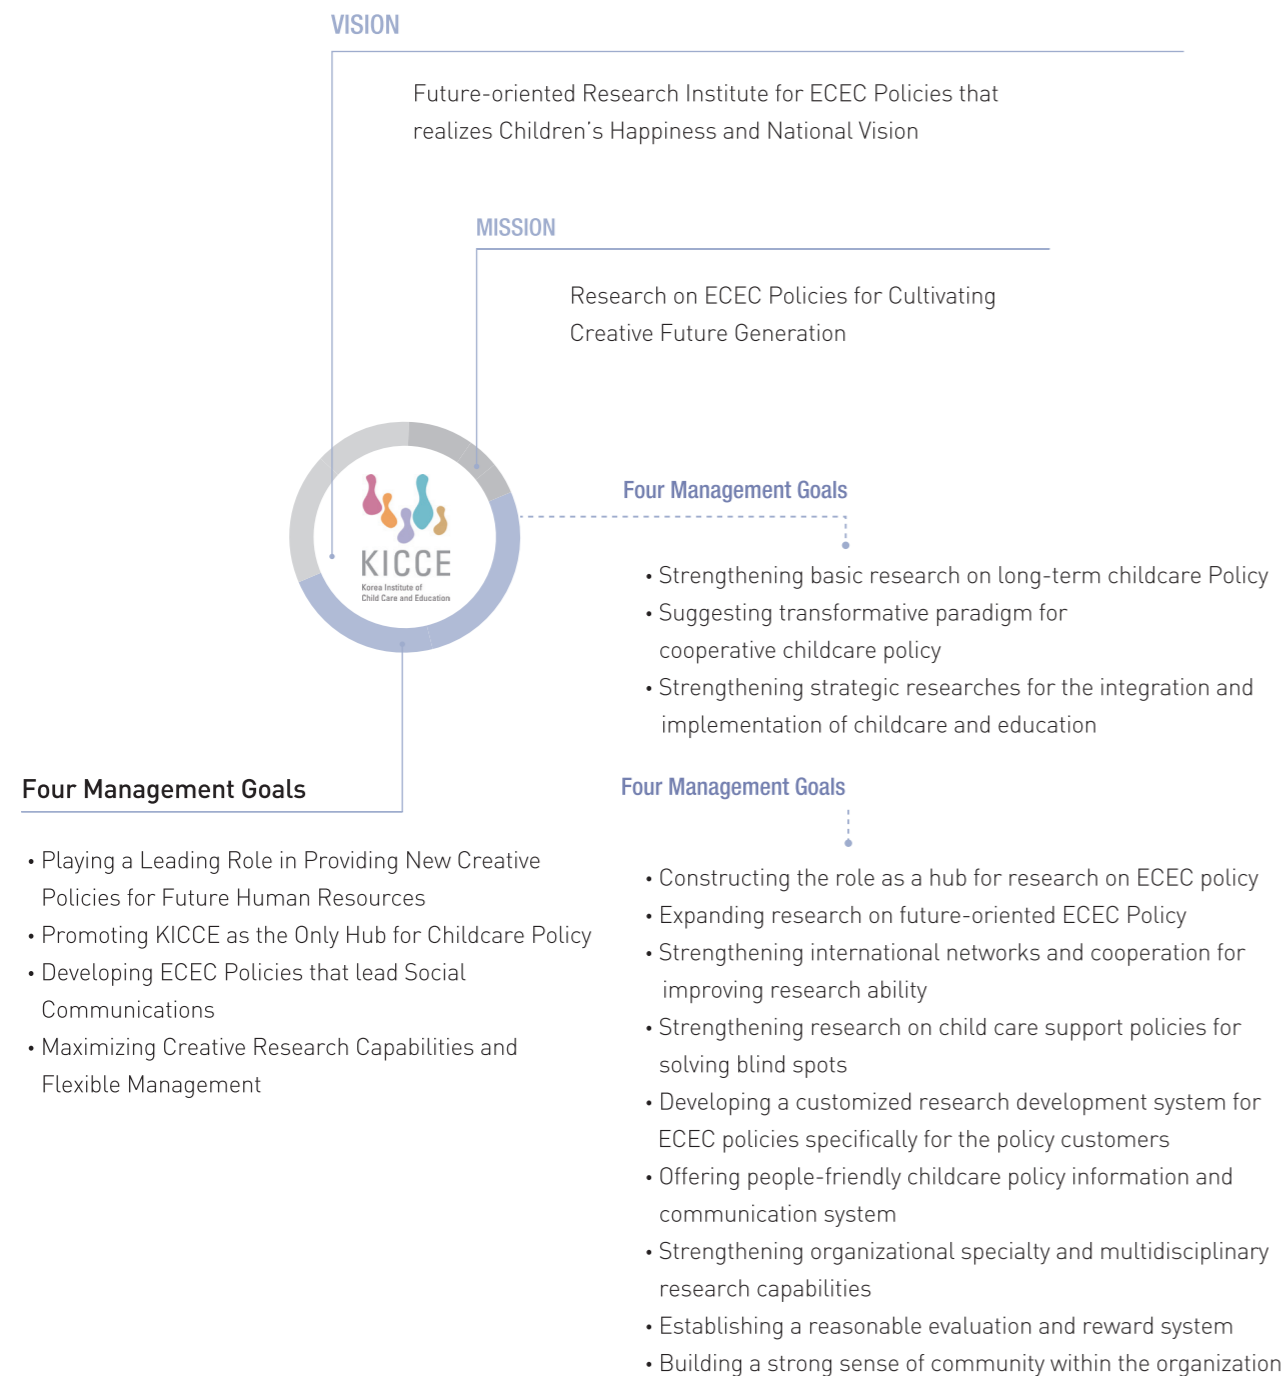 VISION
Future-oriented Research Institute for ECEC Policies that
realizes Children's Happiness and National Vision
MISSION
Research on ECEC Policies for Cultivating
Creative Future Generation
KICCE
Korea Institute of
Child Care and Education
Four Management Goals
• Strengthening basic research on long-term childcare Policy
• Suggesting transformative paradigm for
cooperative childcare policy
• Strengthening strategic researches for the integration and
implementation of childcare and education
Four Management Goals
• Playing a Leading Role in Providing New Creative
Policies for Future Human Resources
• Promoting KICCE as the Only Hub for Childcare Policy
• Developing ECEC Policies that lead Social
Communications
• Maximizing Creative Research Capabilities and
Flexible Management
Four Management Goals
• Constructing the role as a hub for research on ECEC policy
• Expanding research on future-oriented ECEC Policy
• Strengthening international networks and cooperation for
improving research ability
• Strengthening research on child care support policies for
solving blind spots
• Developing a customized research development system for
ECEC policies specifically for the policy customers
• Offering people-friendly childcare policy information and
communication system
• Strengthening organizational specialty and multidisciplinary
research capabilities
• Establishing a reasonable evaluation and reward system
• Building a strong sense of community within the organization